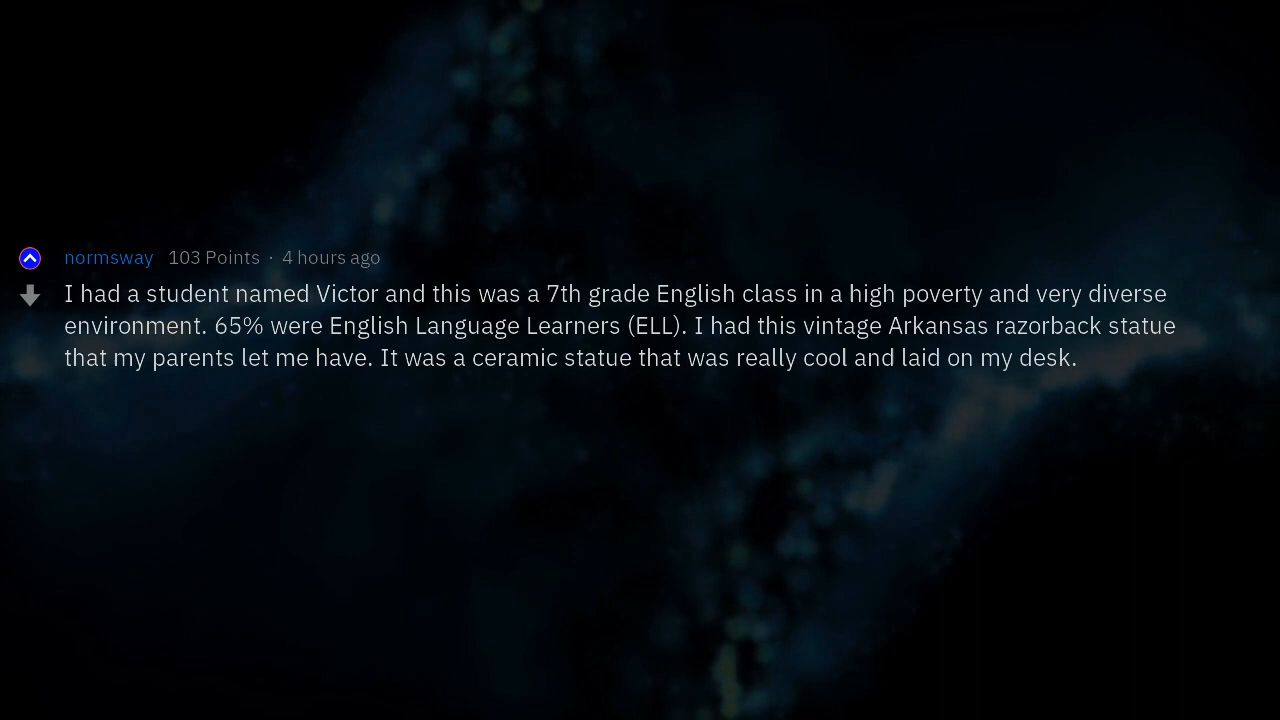 normsway 103 Points · 4 hours ago
I had a student named Victor and this was a 7th grade English class in a high poverty and very diverse
environment. 65% were English Language Learners (ELL). I had this vintage Arkansas razorback statue
that my parents let me have. It was a ceramic statue that was really cool and laid on my desk.